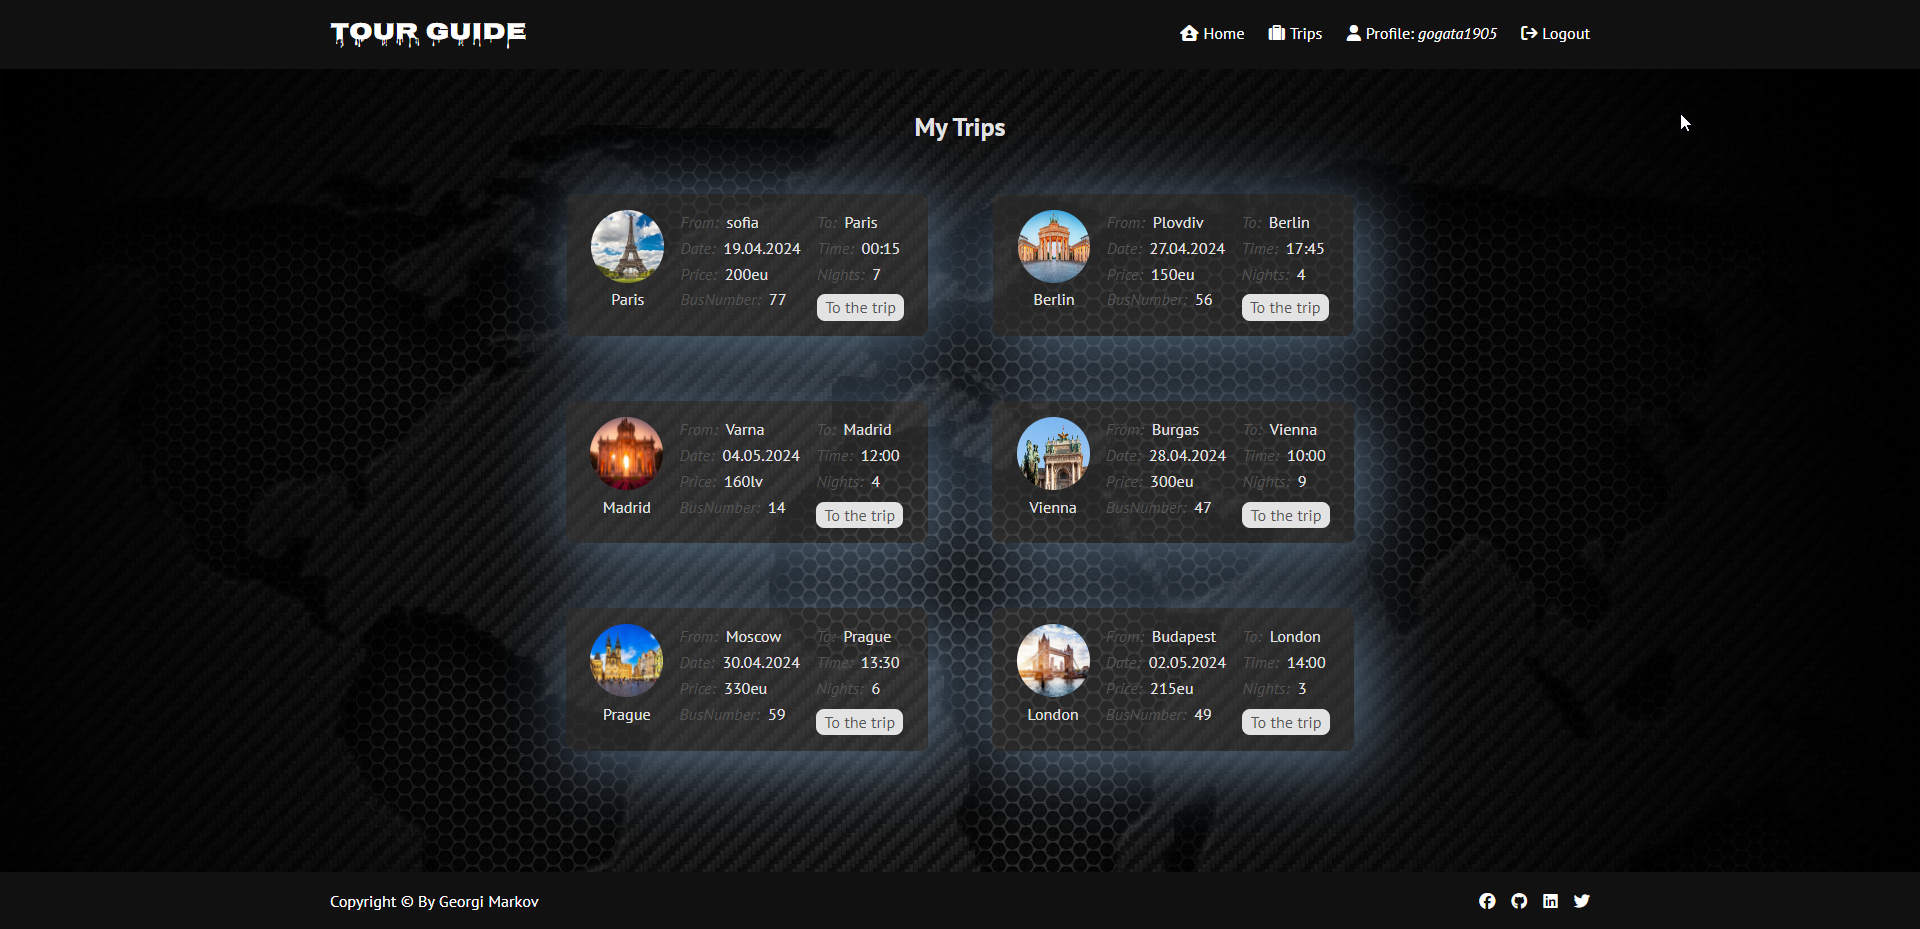 TOUR GUIDE
Home Trips Profile: gogata1905 Logout
My Trips
From: sofia To: Paris
Date: 19.04.2024 Time: 00:15
Price: 200eu Nights: 7
Paris BusNumber: 77 To the trip
From: Plovdiv To: Berlin
Date: 27.04.2024 Time: 17:45
Price: 150eu Nights: 4
Berlin BusNumber: 56 To the trip
From: Varna To: Madrid
Date: 04.05.2024 Time: 12:00
Price: 160lv Nights: 4
Madrid BusNumber: 14 To the trip
From: Burgas To: Vienna
Date: 28.04.2024 Time: 10:00
Price: 300eu Nights: 9
Vienna BusNumber: 47 To the trip
From: Moscow To: Prague
Date: 30.04.2024 Time: 13:30
Price: 330eu Nights: 6
Prague BusNumber: 59 To the trip
From: Budapest To: London
Date: 02.05.2024 Time: 14:00
Price: 215eu Nights: 3
London BusNumber: 49 To the trip
Copyright © By Georgi Markov